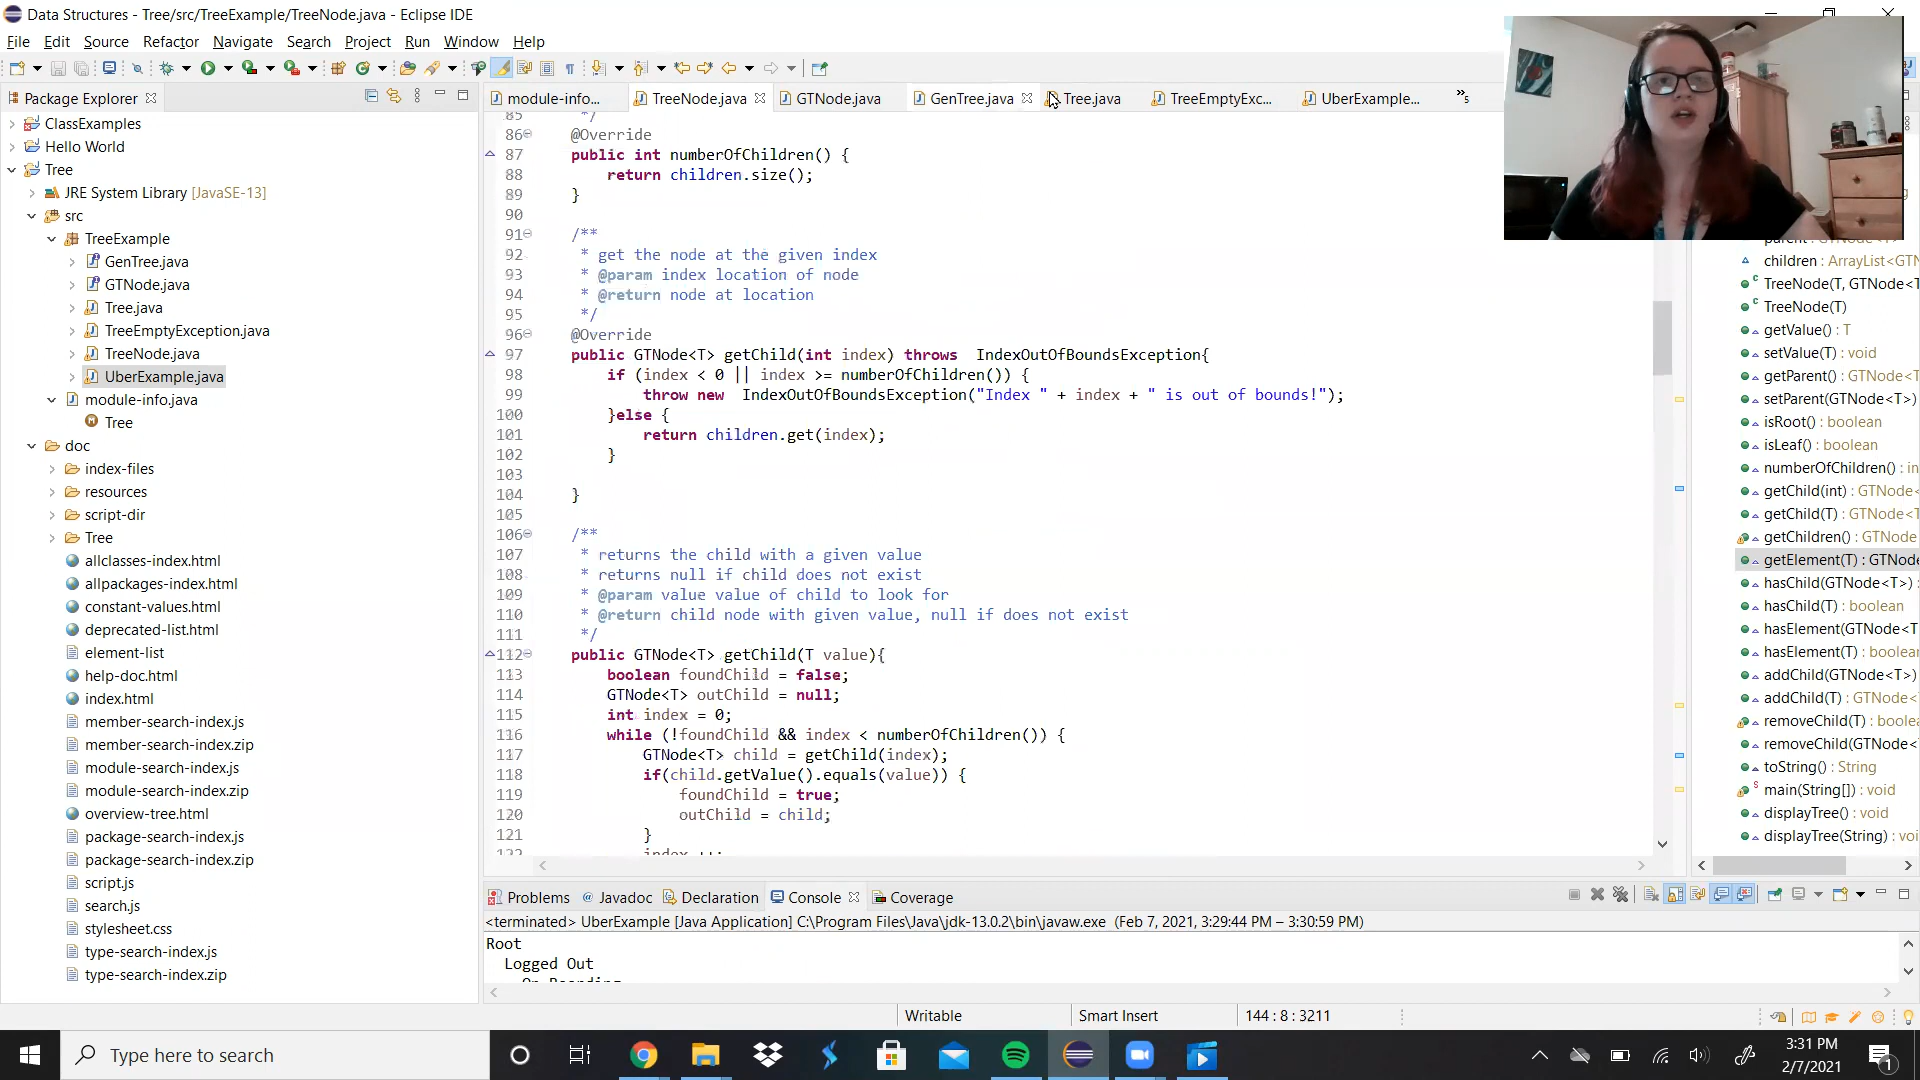 Data Structures - Tree/src/TreeExample/TreeNode.java - Eclipse IDE
File Edit Source Refactor Navigate Search Project Run Window Help
Package Explorer
module-info... TreeNode.java GTNode.java GenTree.java Tree.java TreeEmptyExc... UberExample... »5
ClassExamples
Hello World
Tree
JRE System Library [JavaSE-13]
src
TreeExample
GenTree.java
GTNode.java
Tree.java
TreeEmptyException.java
TreeNode.java
UberExample.java
module-info.java
Tree
doc
index-files
resources
script-dir
Tree
allclasses-index.html
allpackages-index.html
constant-values.html
deprecated-list.html
element-list
help-doc.html
index.html
member-search-index.js
member-search-index.zip
module-search-index.js
module-search-index.zip
overview-tree.html
package-search-index.js
package-search-index.zip
script.js
search.js
stylesheet.css
type-search-index.js
type-search-index.zip
85 */
86 @Override
87 public int numberOfChildren() {
88 return children.size();
89 }
90
91 /**
92 * get the node at the given index
93 * @param index location of node
94 * @return node at location
95 */
96 @Override
97 public GTNode<T> getChild(int index) throws IndexOutOfBoundsException{
98 if (index < 0 || index >= numberOfChildren()) {
99 throw new IndexOutOfBoundsException("Index " + index + " is out of bounds!");
100 }else {
101 return children.get(index);
102 }
103
104 }
105
106 /**
107 * returns the child with a given value
108 * returns null if child does not exist
109 * @param value value of child to look for
110 * @return child node with given value, null if does not exist
111 */
112 public GTNode<T> getChild(T value){
113 boolean foundChild = false;
114 GTNode<T> outChild = null;
115 int index = 0;
116 while (!foundChild && index < numberOfChildren()) {
117 GTNode<T> child = getChild(index);
118 if(child.getValue().equals(value)) {
119 foundChild = true;
120 outChild = child;
121 }
122 index ++;
children : ArrayList<GTN
TreeNode(T, GTNode<T
TreeNode(T)
getValue() : T
setValue(T) : void
getParent() : GTNode<T
setParent(GTNode<T>)
isRoot() : boolean
isLeaf() : boolean
numberOfChildren() : in
getChild(int) : GTNode<
getChild(T) : GTNode<T
getChildren() : GTNode
getElement(T) : GTNode
hasChild(GTNode<T>) :
hasChild(T) : boolean
hasElement(GTNode<T
hasElement(T) : boolea
addChild(GTNode<T>)
addChild(T) : GTNode<
removeChild(T) : boolea
removeChild(GTNode<
toString() : String
main(String[]) : void
displayTree() : void
displayTree(String) : voi
Problems Javadoc Declaration Console Coverage
<terminated> UberExample [Java Application] C:\Program Files\Java\jdk-13.0.2\bin\javaw.exe (Feb 7, 2021, 3:29:44 PM – 3:30:59 PM)
Root
Logged Out
On Boarding
Writable Smart Insert 144 : 8 : 3211
Type here to search
3:31 PM
2/7/2021
1